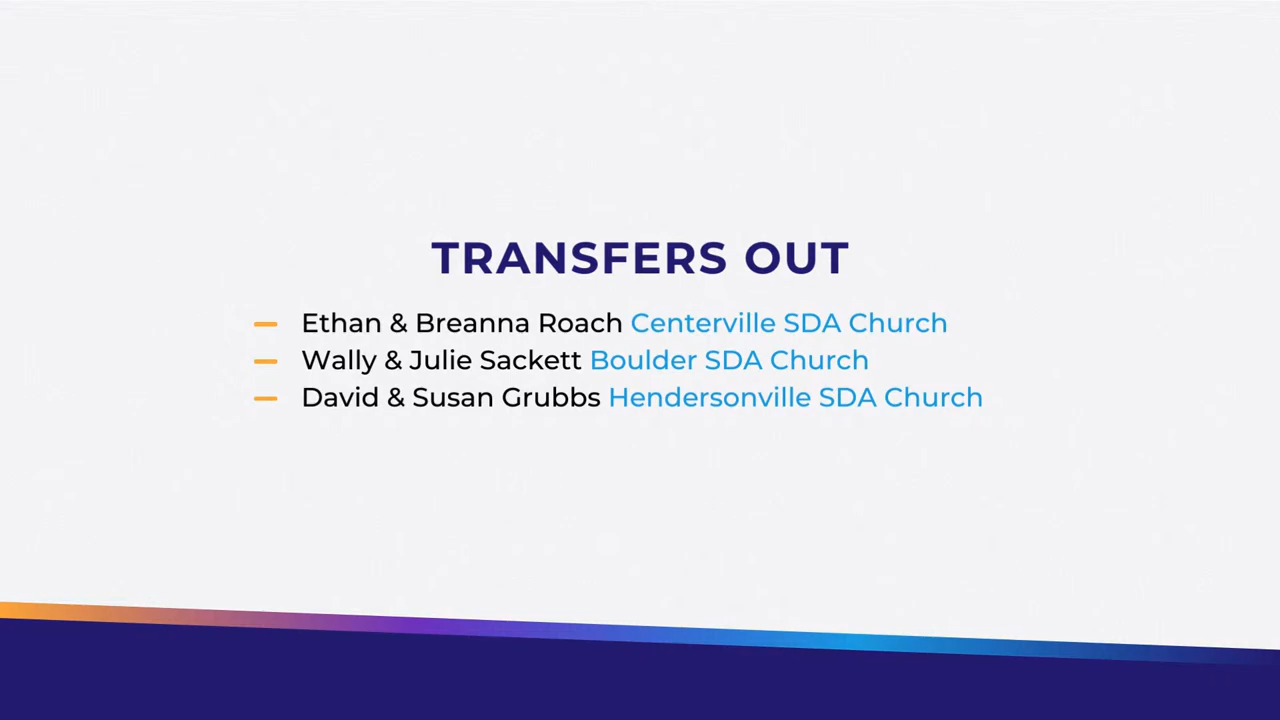 TRANSFERS OUT
Ethan & Breanna Roach Centerville SDA Church
Wally & Julie Sackett Boulder SDA Church
David & Susan Grubbs Hendersonville SDA Church